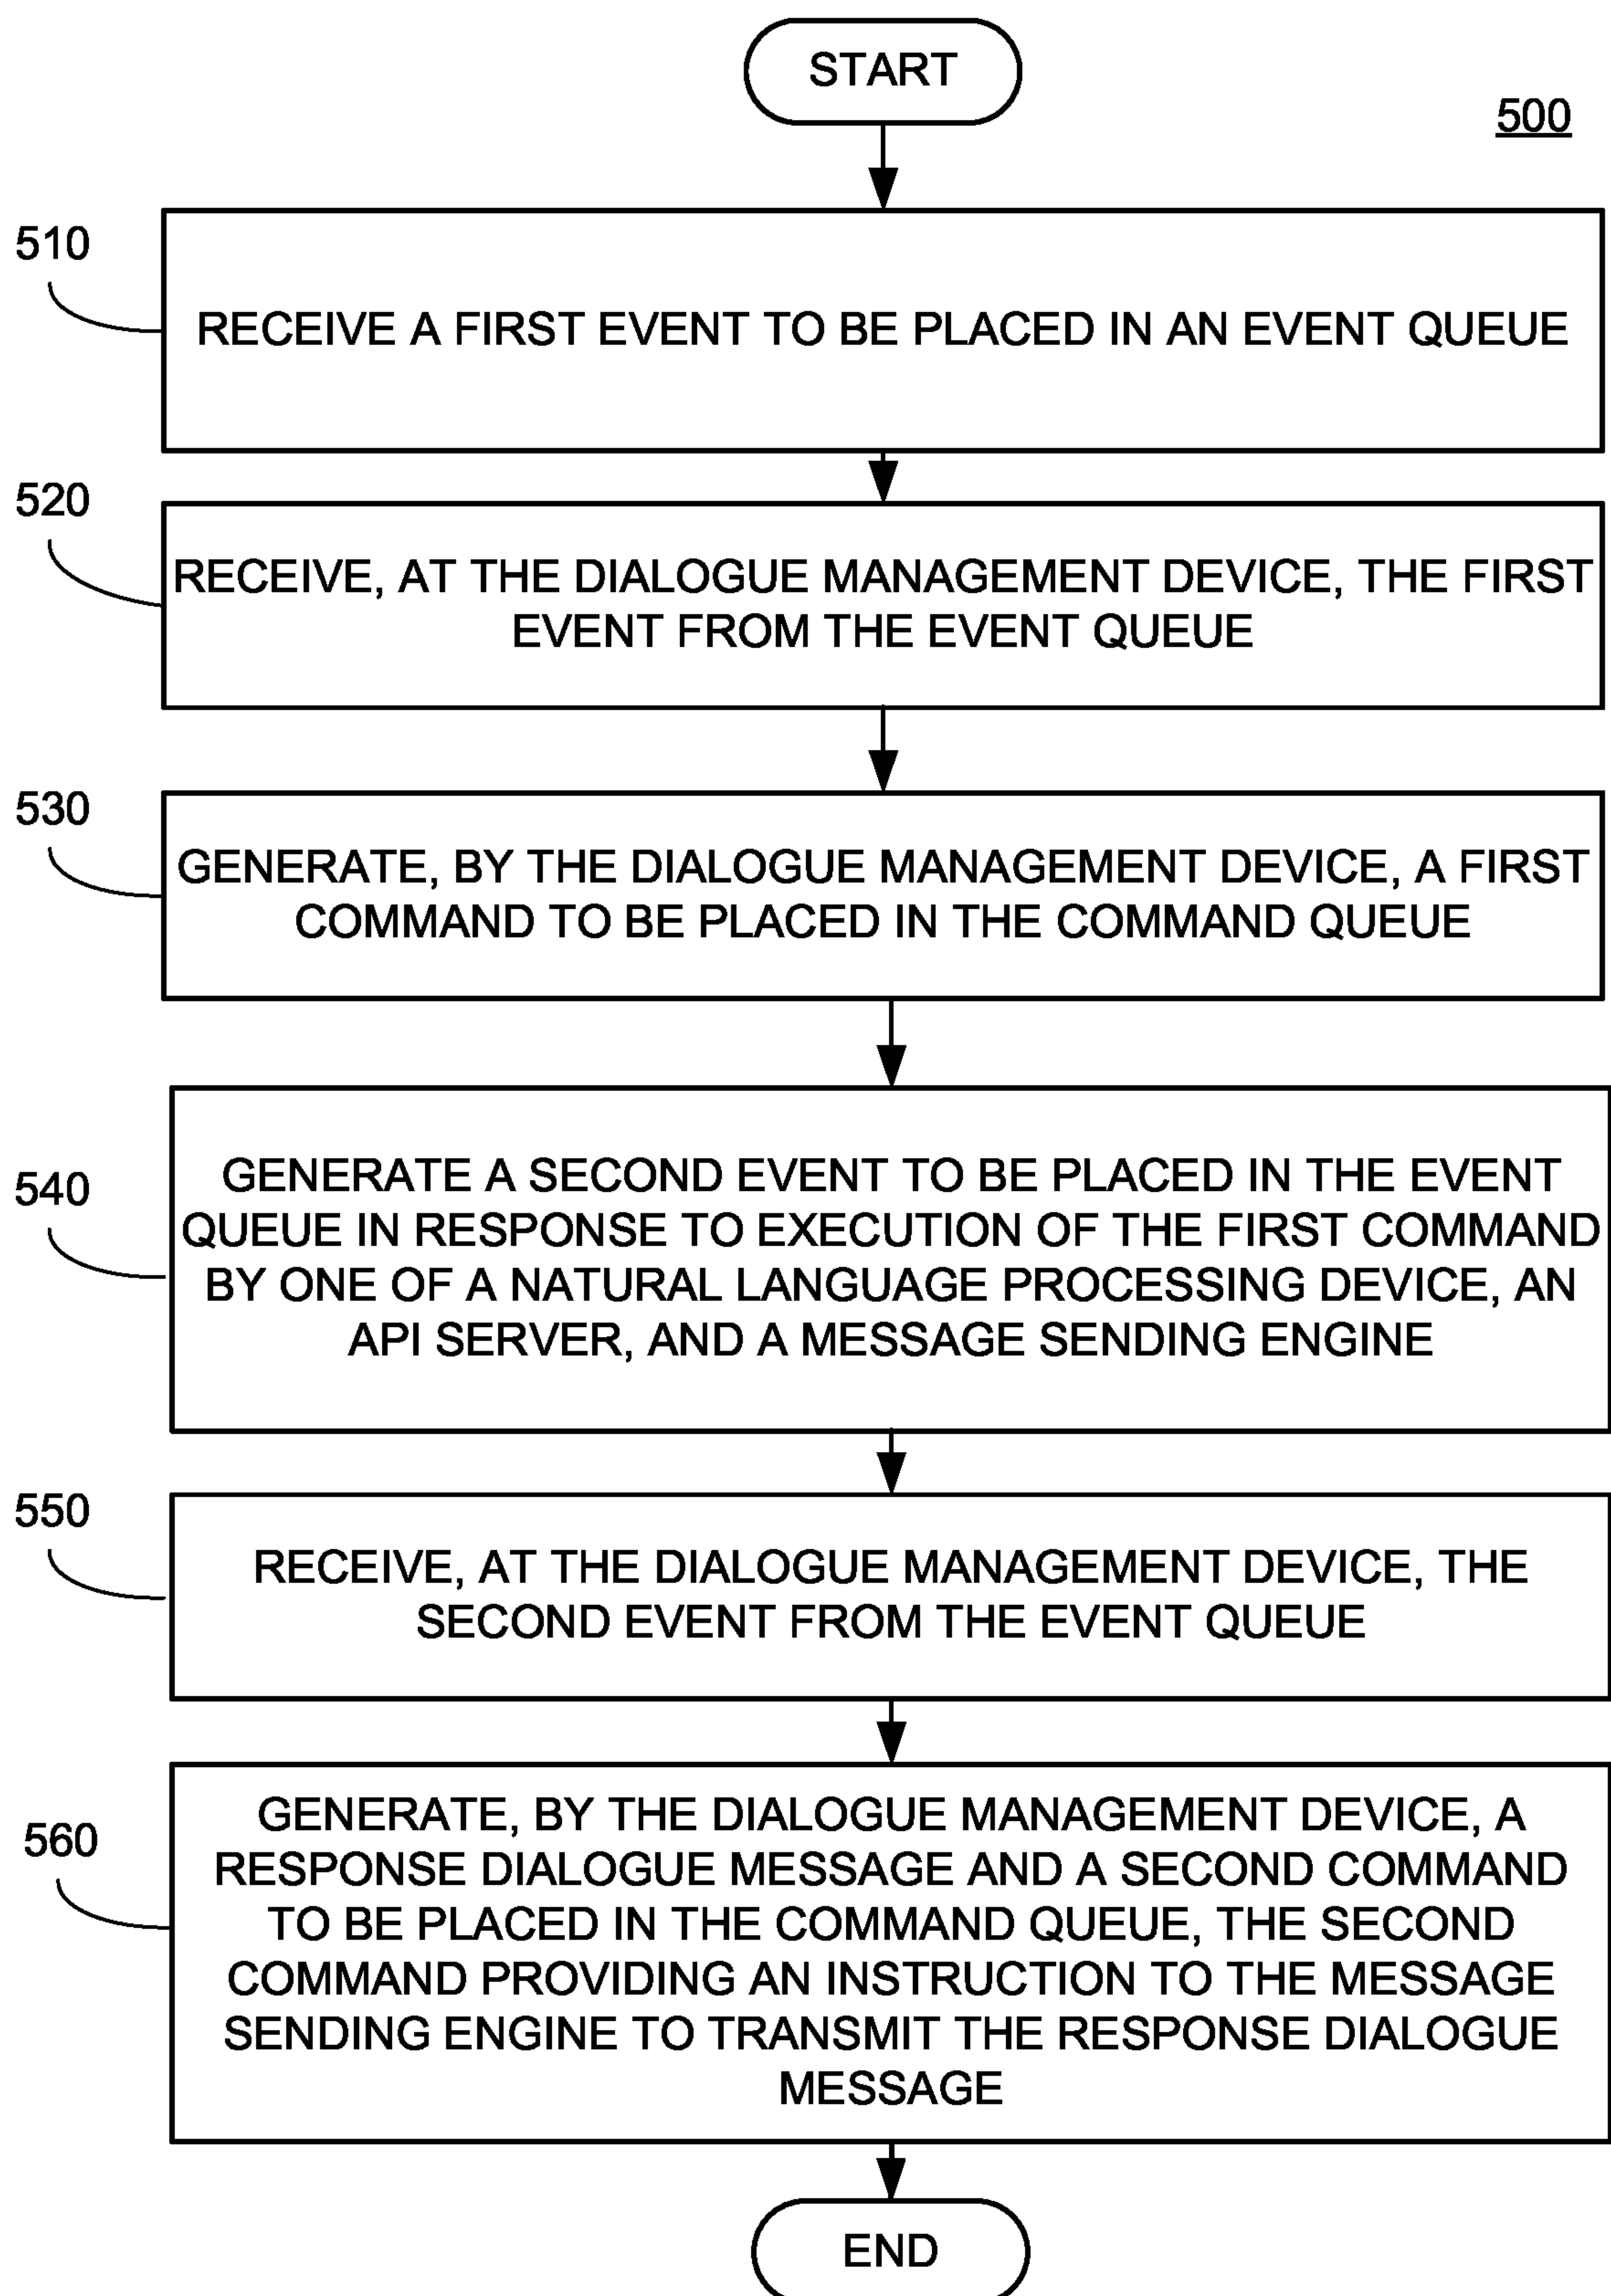 START
500
510
RECEIVE A FIRST EVENT TO BE PLACED IN AN EVENT QUEUE
520
RECEIVE, AT THE DIALOGUE MANAGEMENT DEVICE, THE FIRST
EVENT FROM THE EVENT QUEUE
530
GENERATE, BY THE DIALOGUE MANAGEMENT DEVICE, A FIRST
COMMAND TO BE PLACED IN THE COMMAND QUEUE
540
GENERATE A SECOND EVENT TO BE PLACED IN THE EVENT
QUEUE IN RESPONSE TO EXECUTION OF THE FIRST COMMAND
BY ONE OF A NATURAL LANGUAGE PROCESSING DEVICE, AN
API SERVER, AND A MESSAGE SENDING ENGINE
550
RECEIVE, AT THE DIALOGUE MANAGEMENT DEVICE, THE
SECOND EVENT FROM THE EVENT QUEUE
560
GENERATE, BY THE DIALOGUE MANAGEMENT DEVICE, A
RESPONSE DIALOGUE MESSAGE AND A SECOND COMMAND
TO BE PLACED IN THE COMMAND QUEUE, THE SECOND
COMMAND PROVIDING AN INSTRUCTION TO THE MESSAGE
SENDING ENGINE TO TRANSMIT THE RESPONSE DIALOGUE
MESSAGE
END